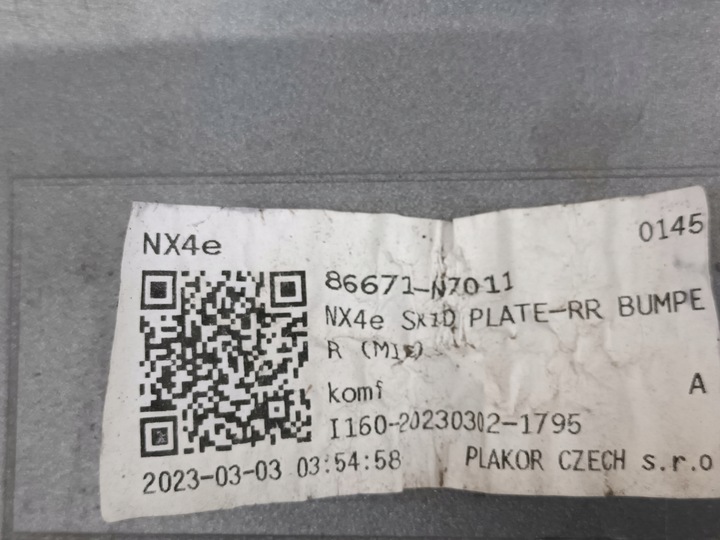 NX4e
0145
86671-N7011
NX4e SKID PLATE-RR BUMPE
R
komf
A
I160-20230302-1795
2023-03-03 03:54:58
PLAKOR CZECH s.r.o